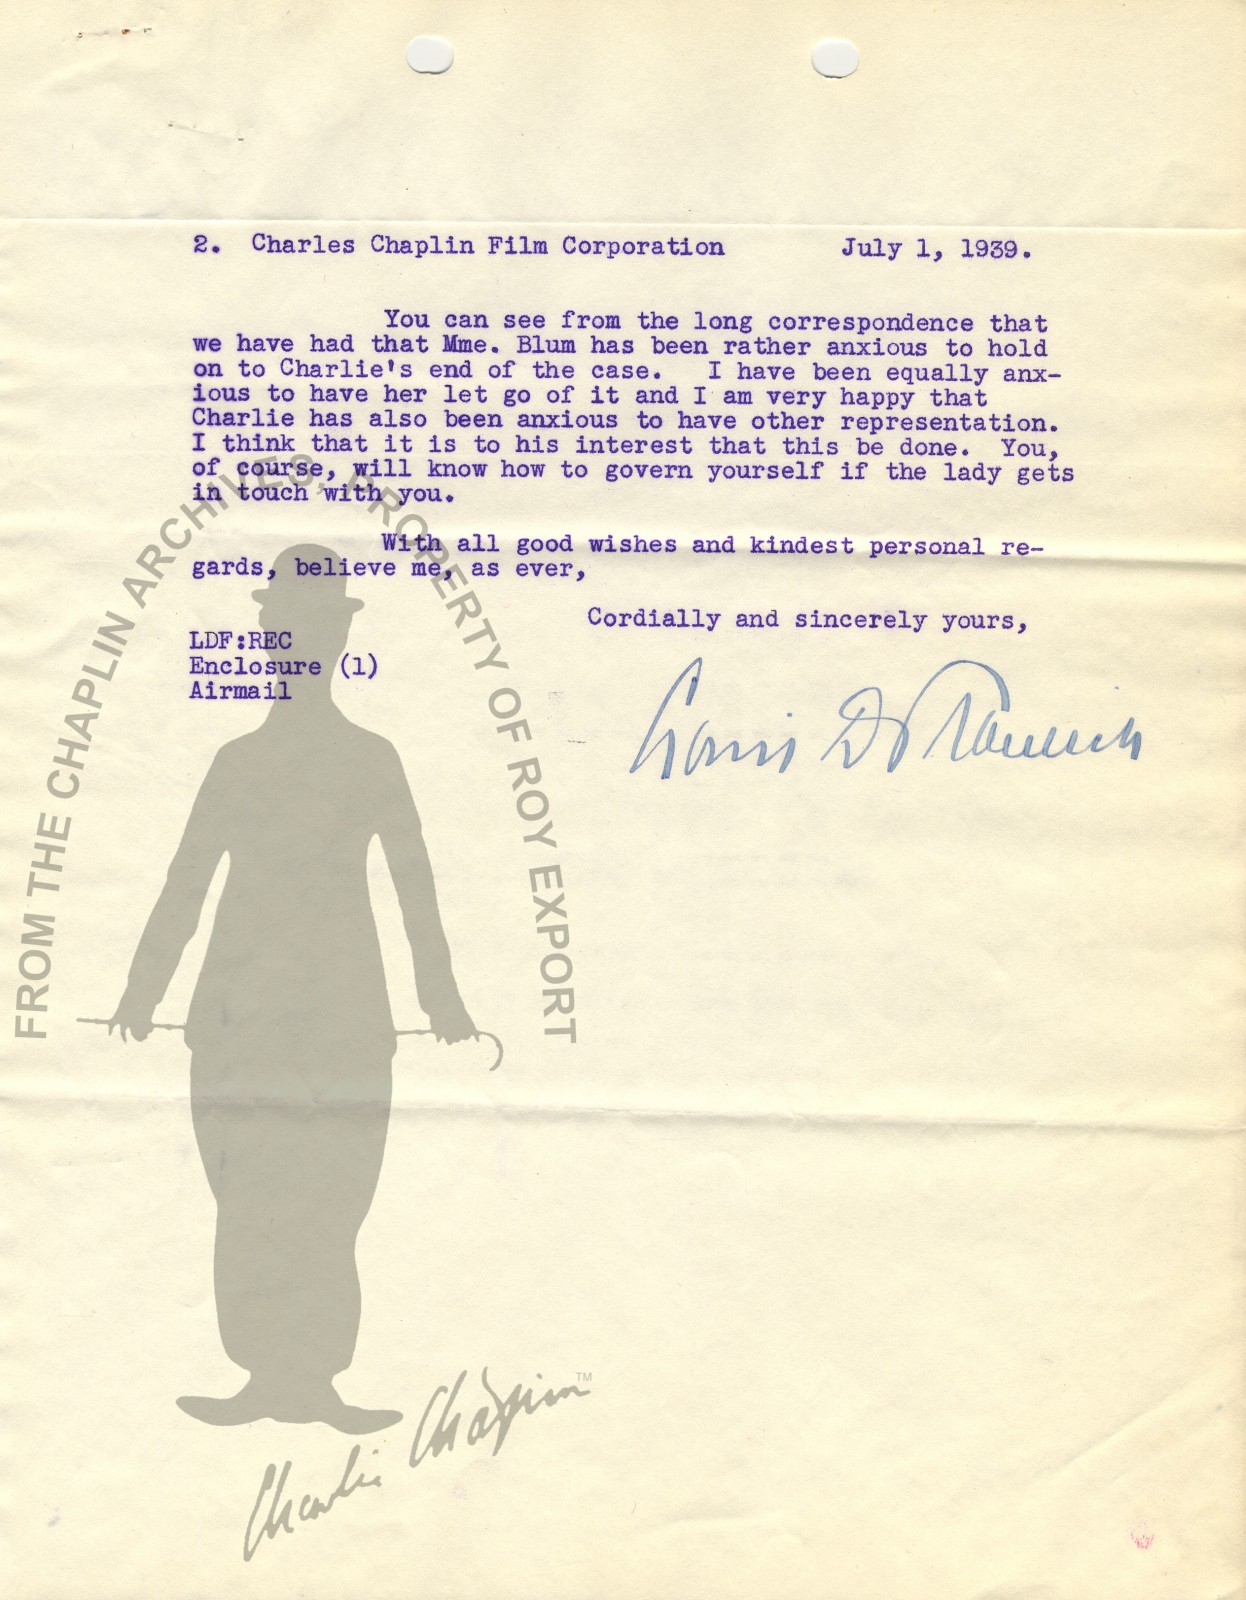 2. Charles Chaplin Film Corporation July 1, 1939.
You can see from the long correspondence that
we have had that Mme. Blum has been rather anxious to hold
on to Charlie's end of the case. I have been equally anx-
ious to have her let go of it and I am very happy that
Charlie has also been anxious to have other representation.
I think that it is to his interest that this be done. You,
of course, will know how to govern yourself if the lady gets
in touch with you.
With all good wishes and kindest personal re-
gards, believe me, as ever,
Cordially and sincerely yours,
LDF:REC
Enclosure (1)
Airmail
Louis D
FROM THE CHAPLIN ARCHIVES, PROPERTY OF ROY EXPORT
Charlie Chaplin TM